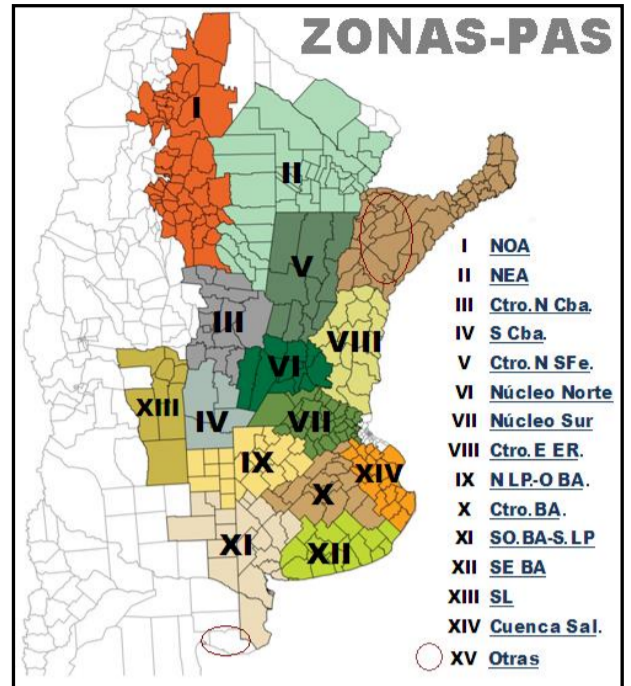 ZONAS-PAS
I
II
V
III
VIII
VI
XIII
IV
VII
IX
XIV
X
XI
XII
I NOA
II NEA
III Ctro.N Cba.
IV S Cba.
V Ctro.N SFe.
VI Núcleo Norte
VII Núcleo Sur
VIII Ctro.E ER.
IX N LP.-O BA.
X Ctro.BA.
XI SO.BA-S.LP
XII SE BA
XIII SL
XIV Cuenca Sal.
XV Otras